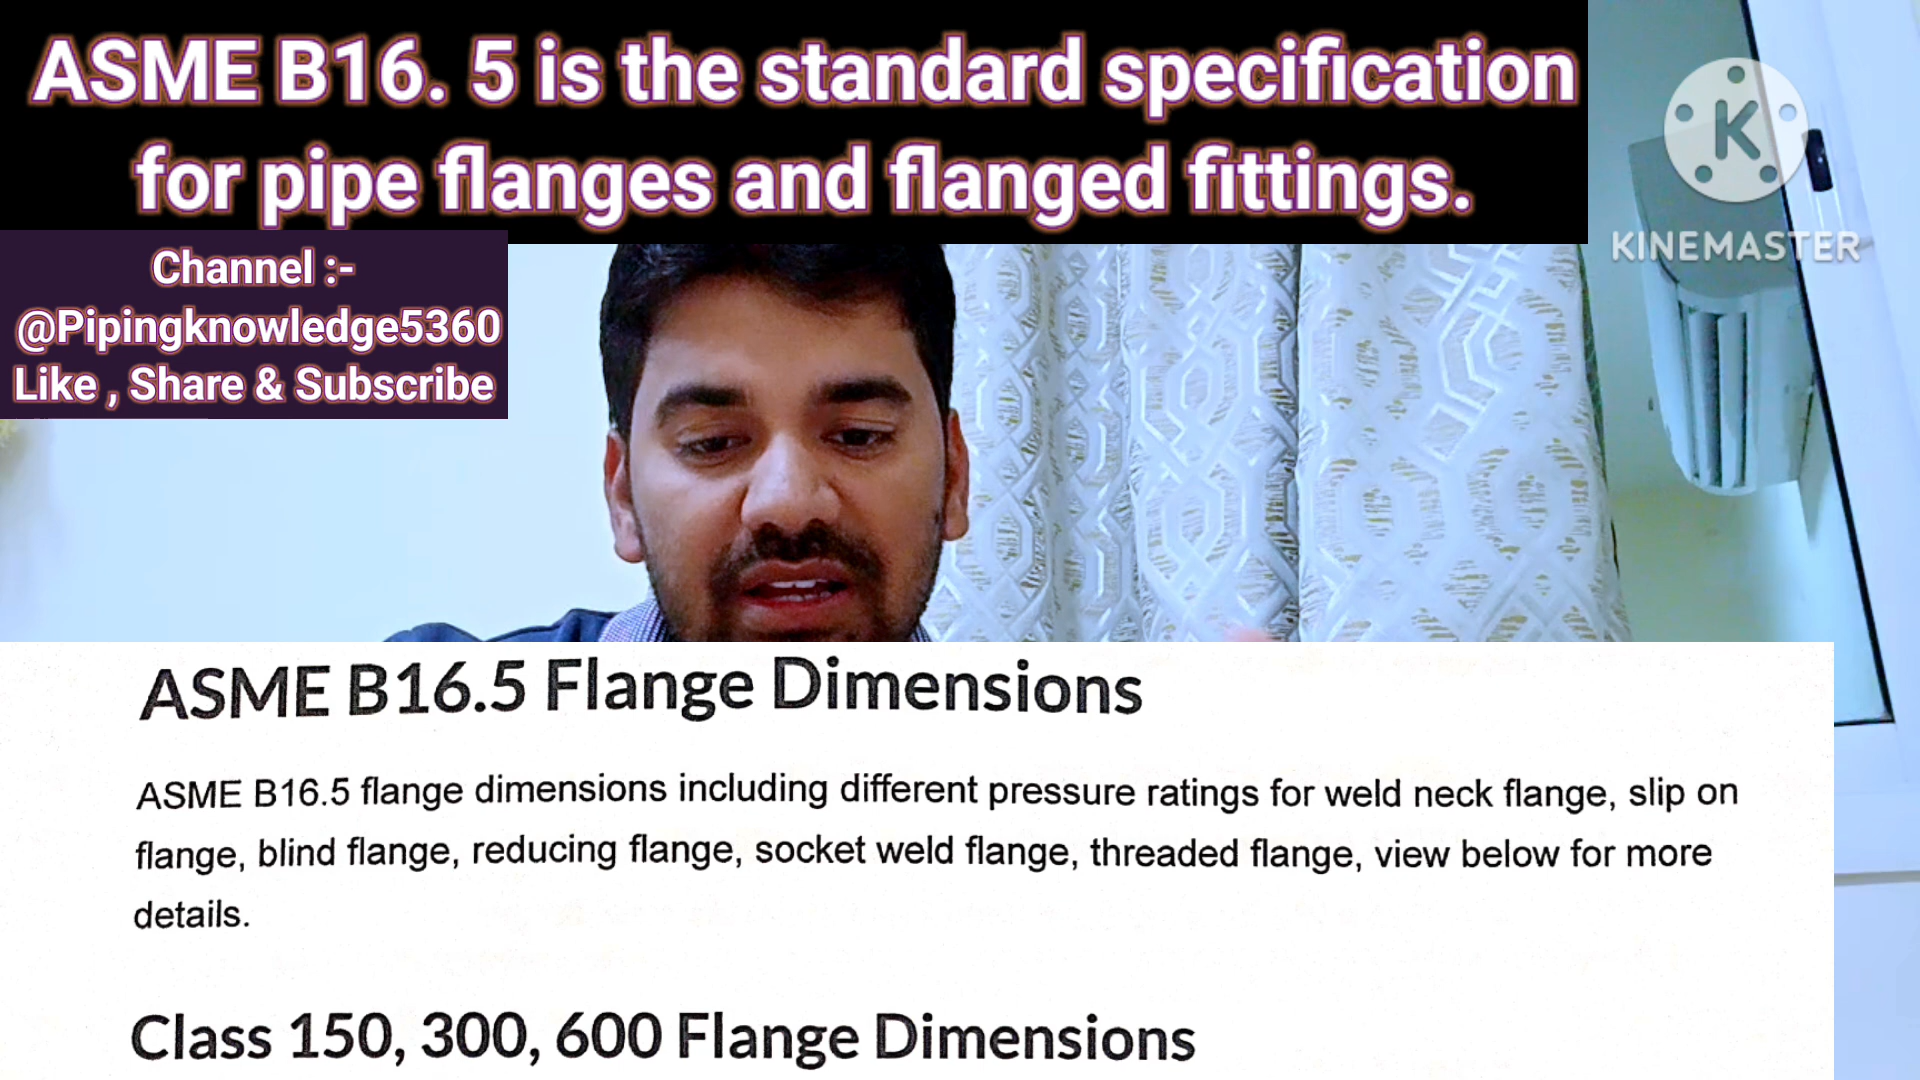 ASME B16. 5 is the standard specification
for pipe flanges and flanged fittings.
Channel :-
@Pipingknowledge5360
Like , Share & Subscribe
K
KINEMASTER
ASME B16.5 Flange Dimensions
ASME B16.5 flange dimensions including different pressure ratings for weld neck flange, slip on
flange, blind flange, reducing flange, socket weld flange, threaded flange, view below for more
details.
Class 150, 300, 600 Flange Dimensions